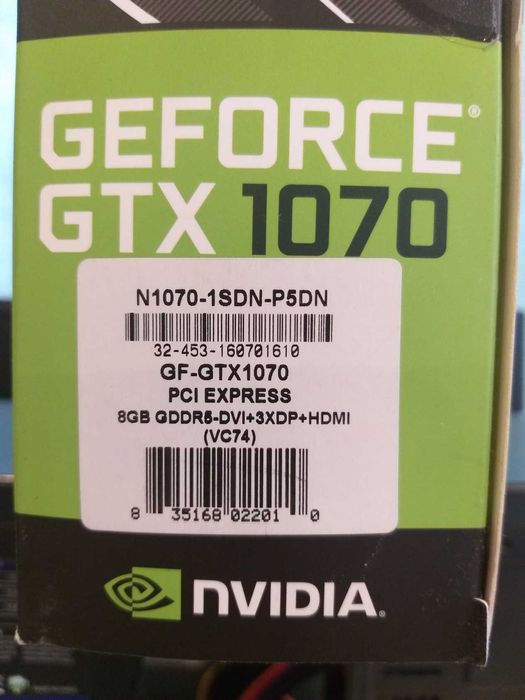 GEFORCE®
GTX 1070
N1070-1SDN-P5DN
32-453-160701610
GF-GTX1070
PCI EXPRESS
8GB GDDR5-DVI+3XDP+HDMI
(VC74)
8 35168 02201 0
NVIDIA.